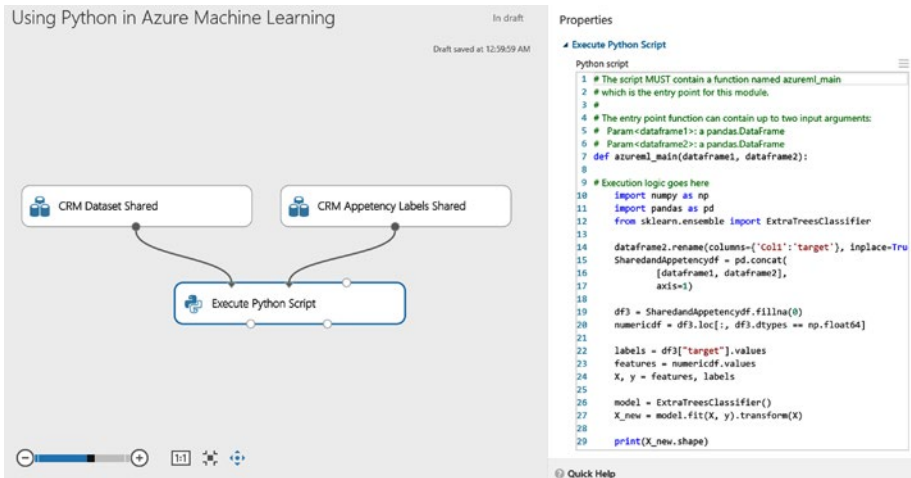 Using Python in Azure Machine Learning
In draft
Draft saved at 12:59:59 AM
CRM Dataset Shared
CRM Appetency Labels Shared
Execute Python Script
1:1
Properties
Execute Python Script
Python script
1 # The script MUST contain a function named azureml_main
2 # which is the entry point for this module.
3 #
4 # The entry point function can contain up to two input arguments:
5 #   Param<dataframe1>: a pandas.DataFrame
6 #   Param<dataframe2>: a pandas.DataFrame
7 def azureml_main(dataframe1, dataframe2):
8
9 # Execution logic goes here
10     import numpy as np
11     import pandas as pd
12     from sklearn.ensemble import ExtraTreesClassifier
13
14     dataframe2.rename(columns={'Col1':'target'}, inplace=Tru
15     SharedandAppetencydf = pd.concat(
16             [dataframe1, dataframe2],
17             axis=1)
18
19     df3 = SharedandAppetencydf.fillna(0)
20     numericdf = df3.loc[:, df3.dtypes == np.float64]
21
22     labels = df3["target"].values
23     features = numericdf.values
24     X, y = features, labels
25
26     model = ExtraTreesClassifier()
27     X_new = model.fit(X, y).transform(X)
28
29     print(X_new.shape)
Quick Help